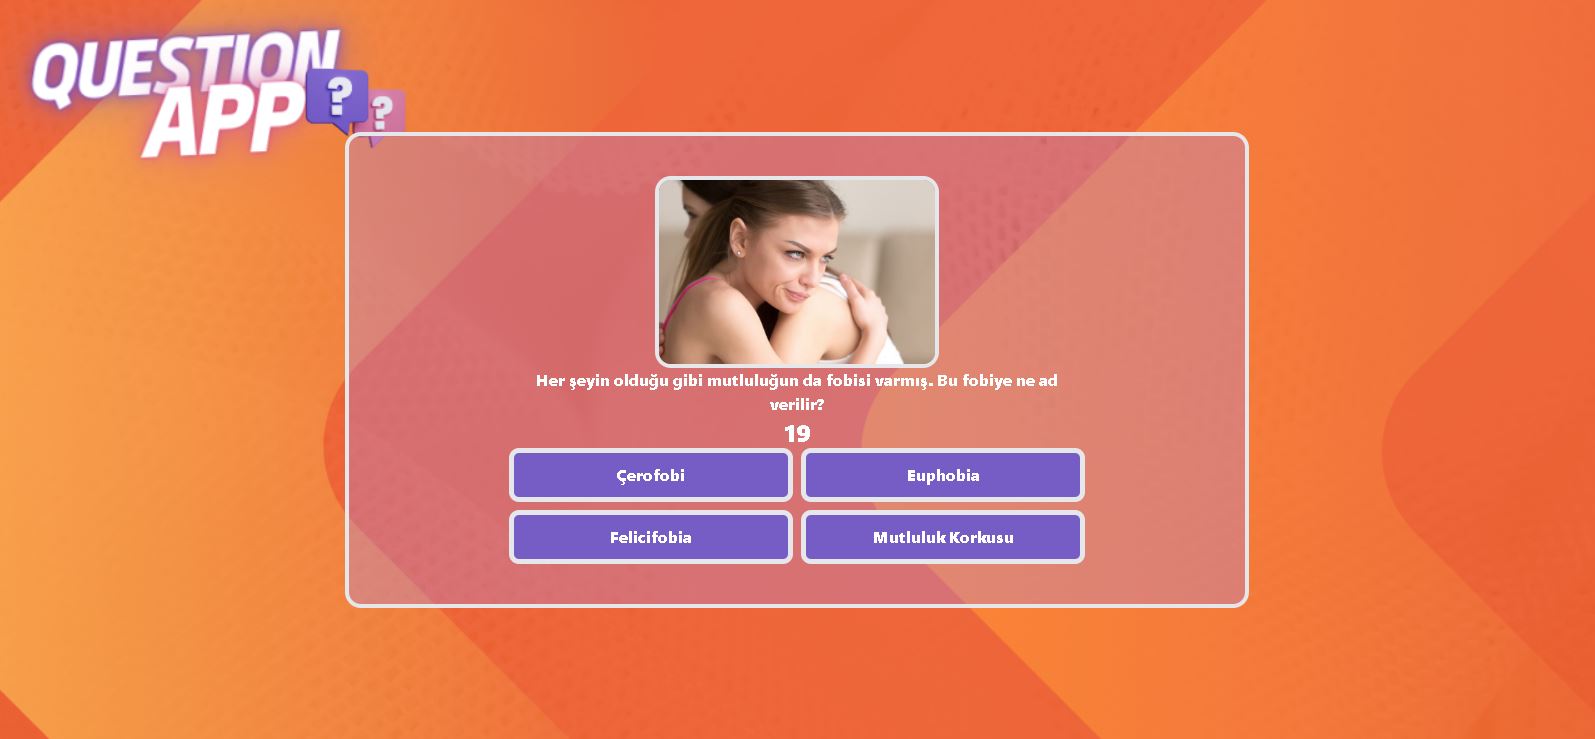 QUESTION
APP ? ?
Her şeyin olduğu gibi mutluluğun da fobisi varmış. Bu fobiye ne ad
verilir?
19
Çerofobi
Euphobia
Felicifobia
Mutluluk Korkusu